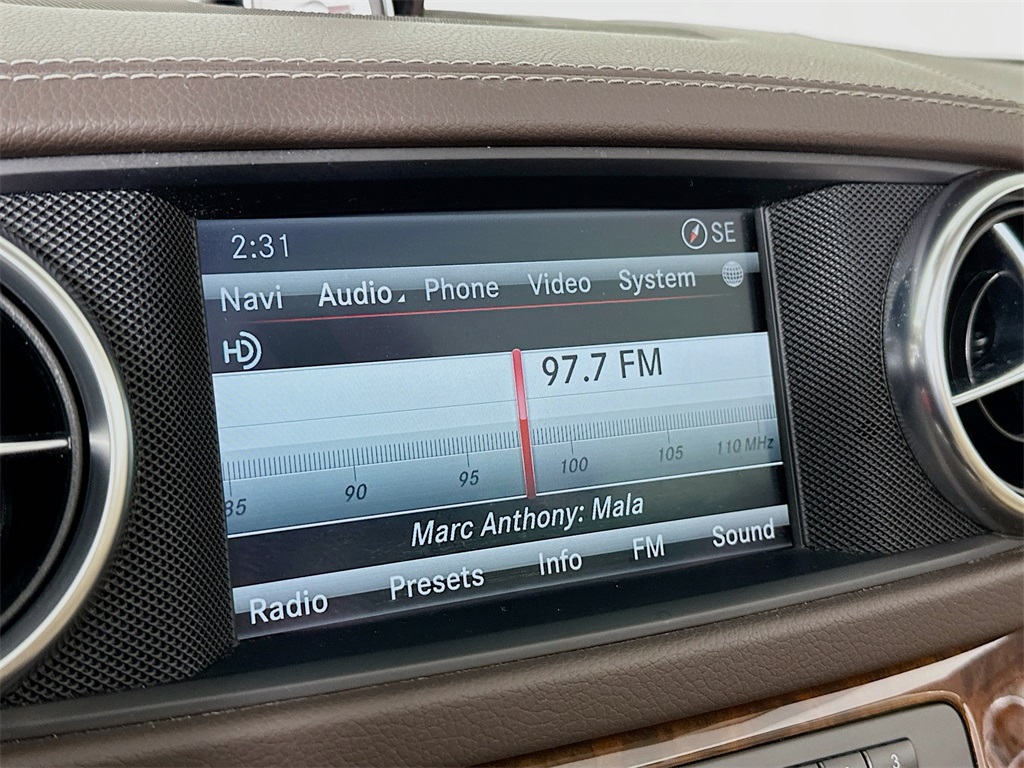 2:31 SE
Navi Audio Phone Video System
HD
97.7 FM
85 90 95 100 105 110 MHz
Marc Anthony: Mala
Radio Presets Info FM Sound
3